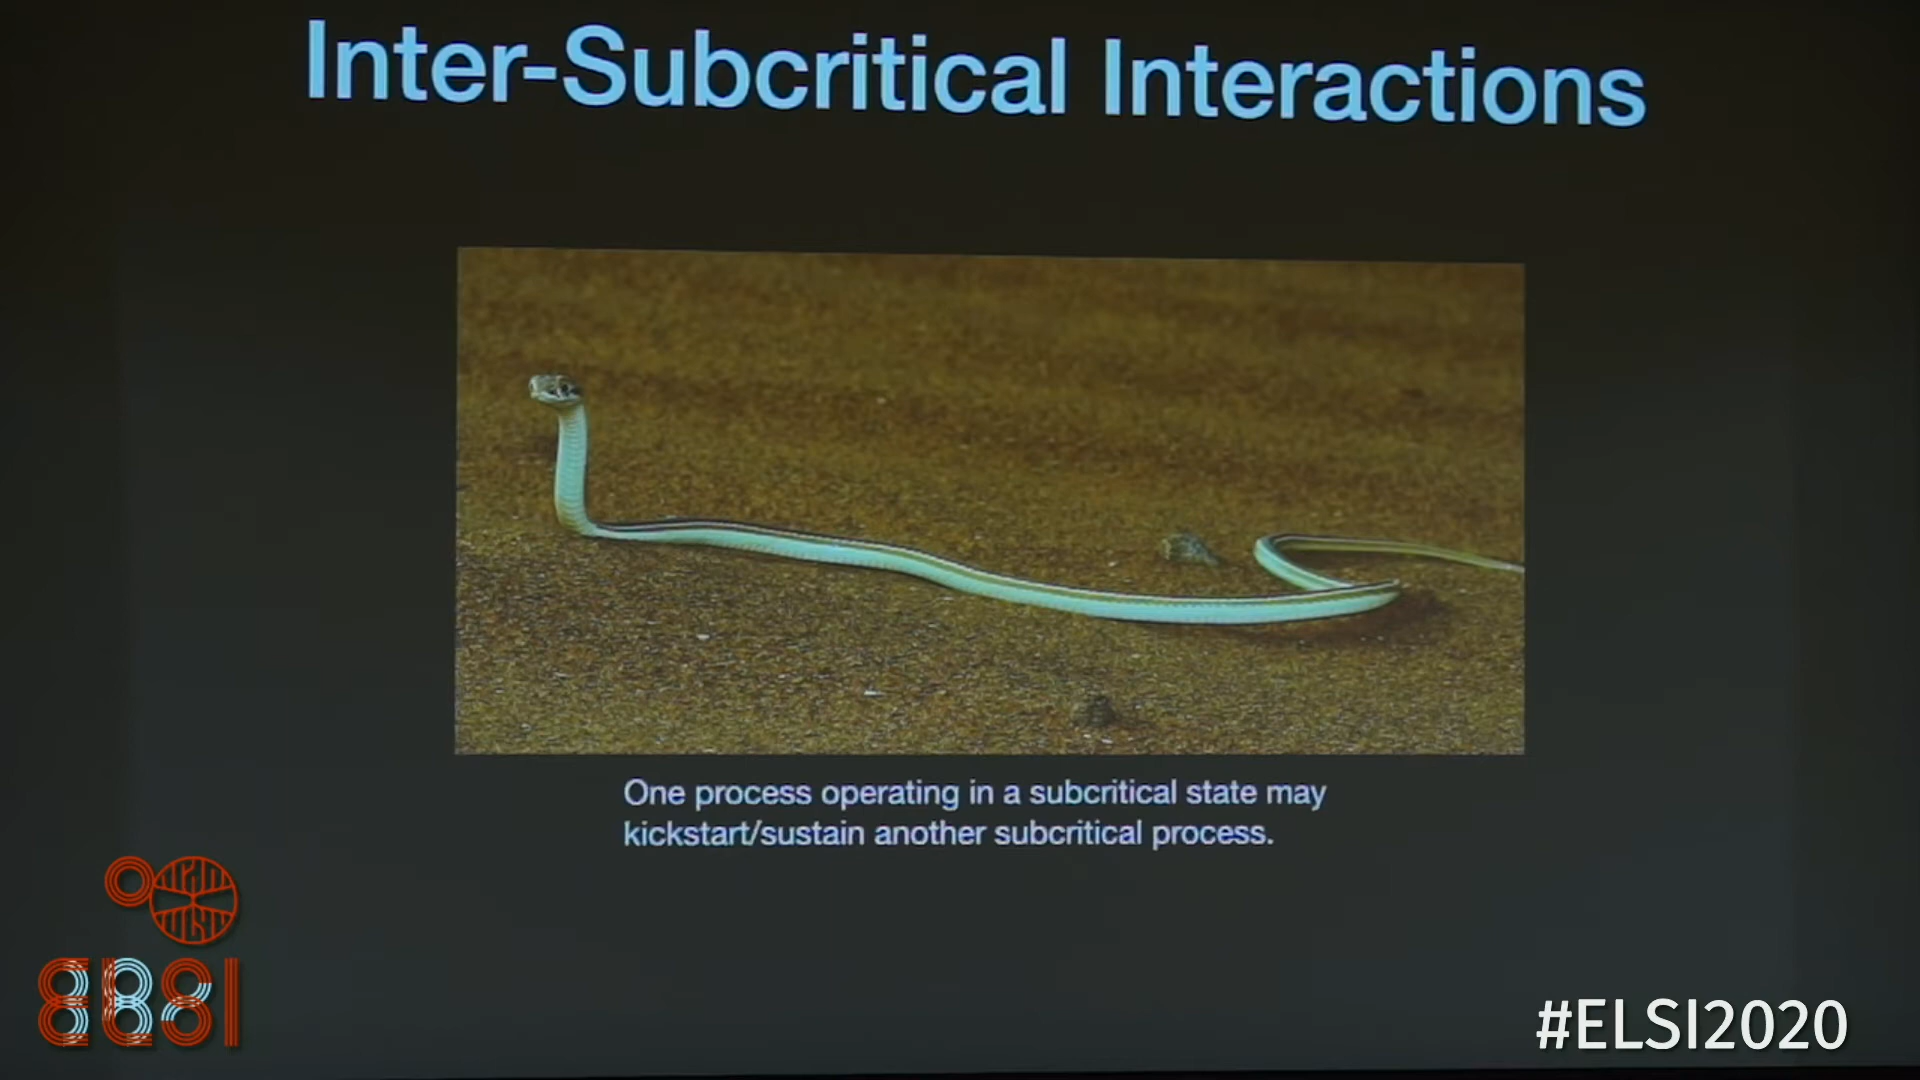 Inter-Subcritical Interactions
One process operating in a subcritical state may
kickstart/sustain another subcritical process.
ELSI
#ELSI2020